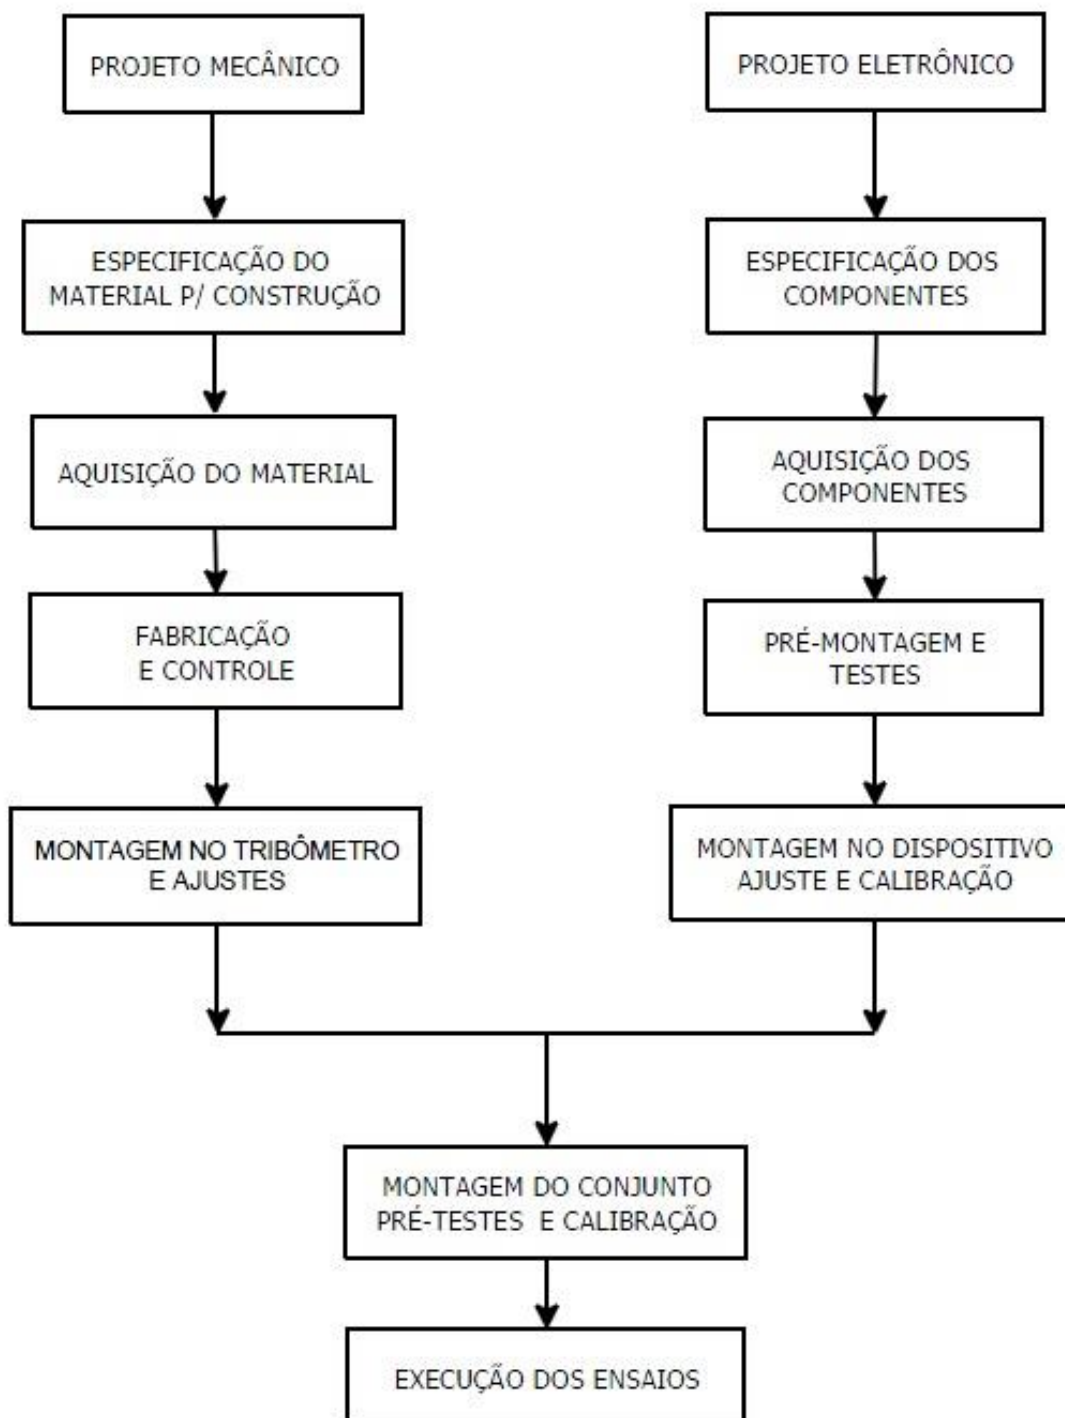 PROJETO MECÂNICO
ESPECIFICAÇÃO DO
MATERIAL P/ CONSTRUÇÃO
AQUISIÇÃO DO MATERIAL
FABRICAÇÃO
E CONTROLE
MONTAGEM NO TRIBÔMETRO
E AJUSTES
PROJETO ELETRÔNICO
ESPECIFICAÇÃO DOS
COMPONENTES
AQUISIÇÃO DOS
COMPONENTES
PRÉ-MONTAGEM E
TESTES
MONTAGEM NO DISPOSITIVO
AJUSTE E CALIBRAÇÃO
MONTAGEM DO CONJUNTO
PRÉ-TESTES E CALIBRAÇÃO
EXECUÇÃO DOS ENSAIOS